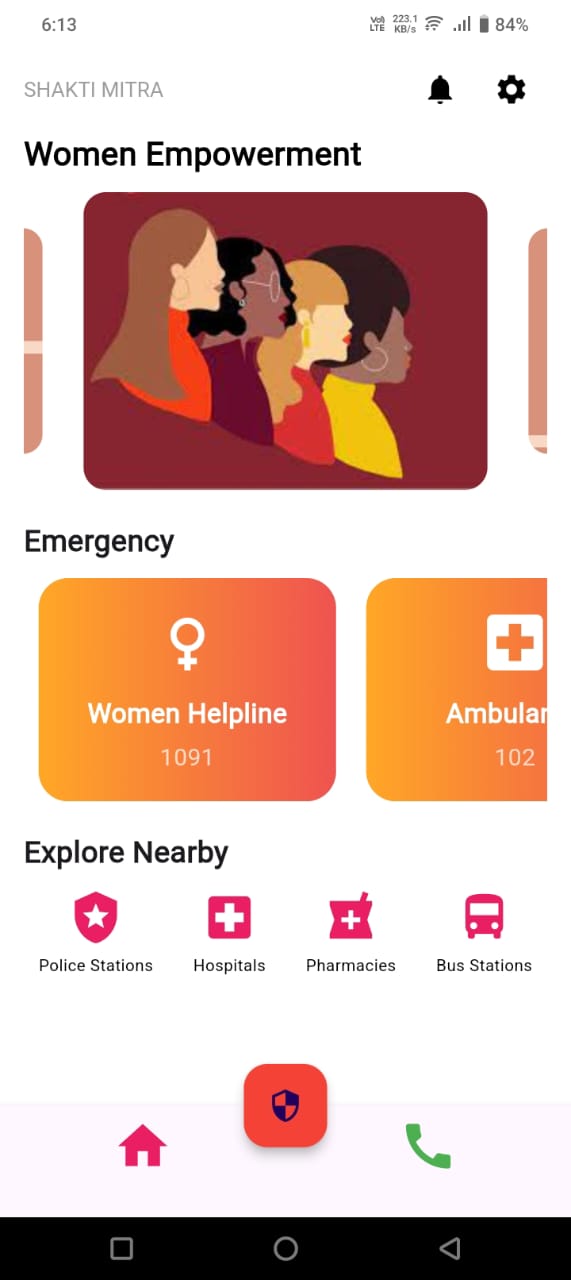 6:13
Vo) LTE 223.1 KB/s 84%
SHAKTI MITRA
Women Empowerment
Emergency
Women Helpline
1091
Ambular
102
Explore Nearby
Police Stations Hospitals Pharmacies Bus Stations